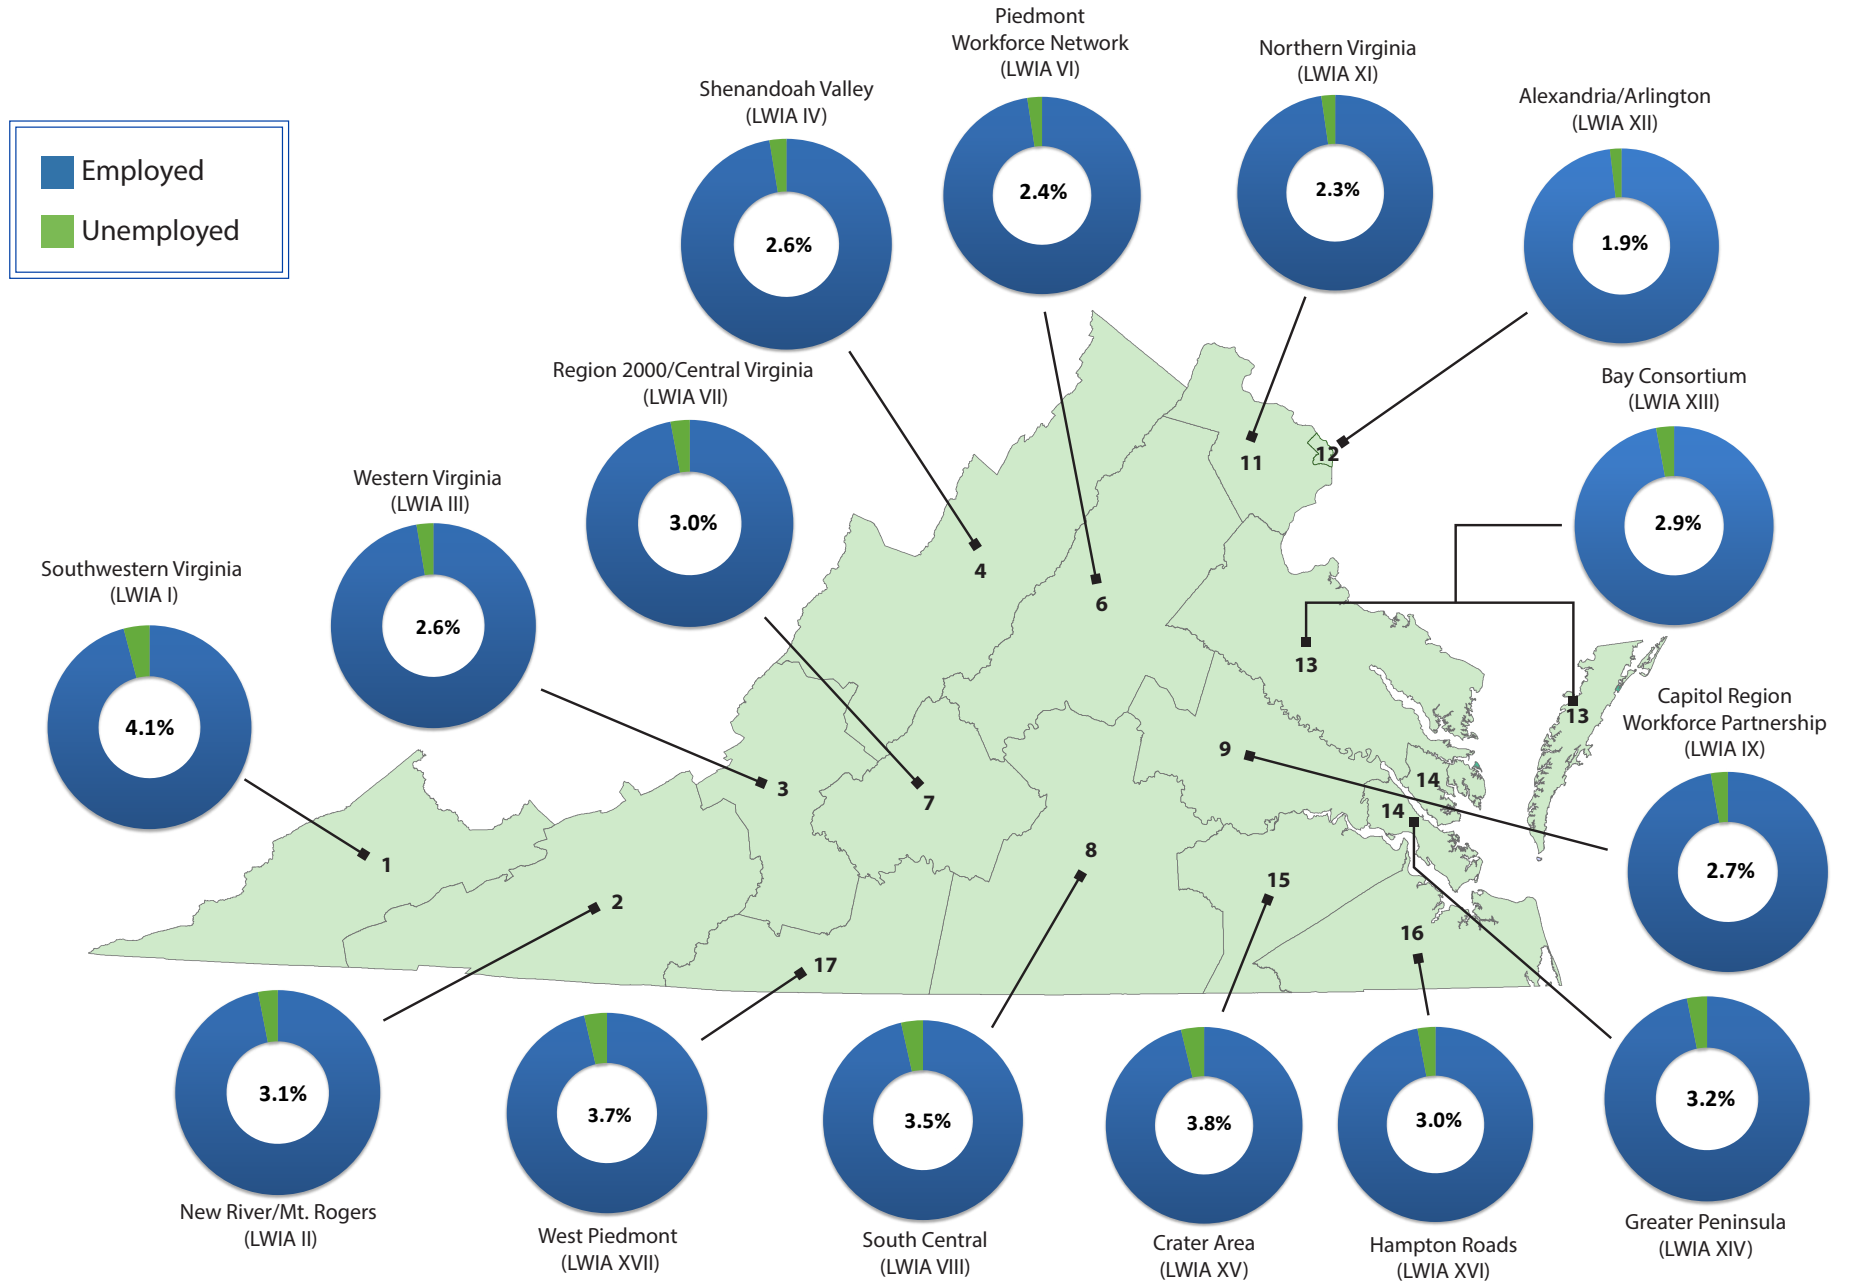 Employed
Unemployed
Piedmont
Workforce Network
(LWIA VI)
2.4%
Northern Virginia
(LWIA XI)
2.3%
Shenandoah Valley
(LWIA IV)
2.6%
Alexandria/Arlington
(LWIA XII)
1.9%
Region 2000/Central Virginia
(LWIA VII)
3.0%
Bay Consortium
(LWIA XIII)
2.9%
Western Virginia
(LWIA III)
2.6%
Southwestern Virginia
(LWIA I)
4.1%
Capitol Region
Workforce Partnership
(LWIA IX)
2.7%
11
12
4
6
13
13
9
14
14
3
7
8
1
15
2
16
17
3.1%
New River/Mt. Rogers
(LWIA II)
3.7%
West Piedmont
(LWIA XVII)
3.5%
South Central
(LWIA VIII)
3.8%
Crater Area
(LWIA XV)
3.0%
Hampton Roads
(LWIA XVI)
3.2%
Greater Peninsula
(LWIA XIV)